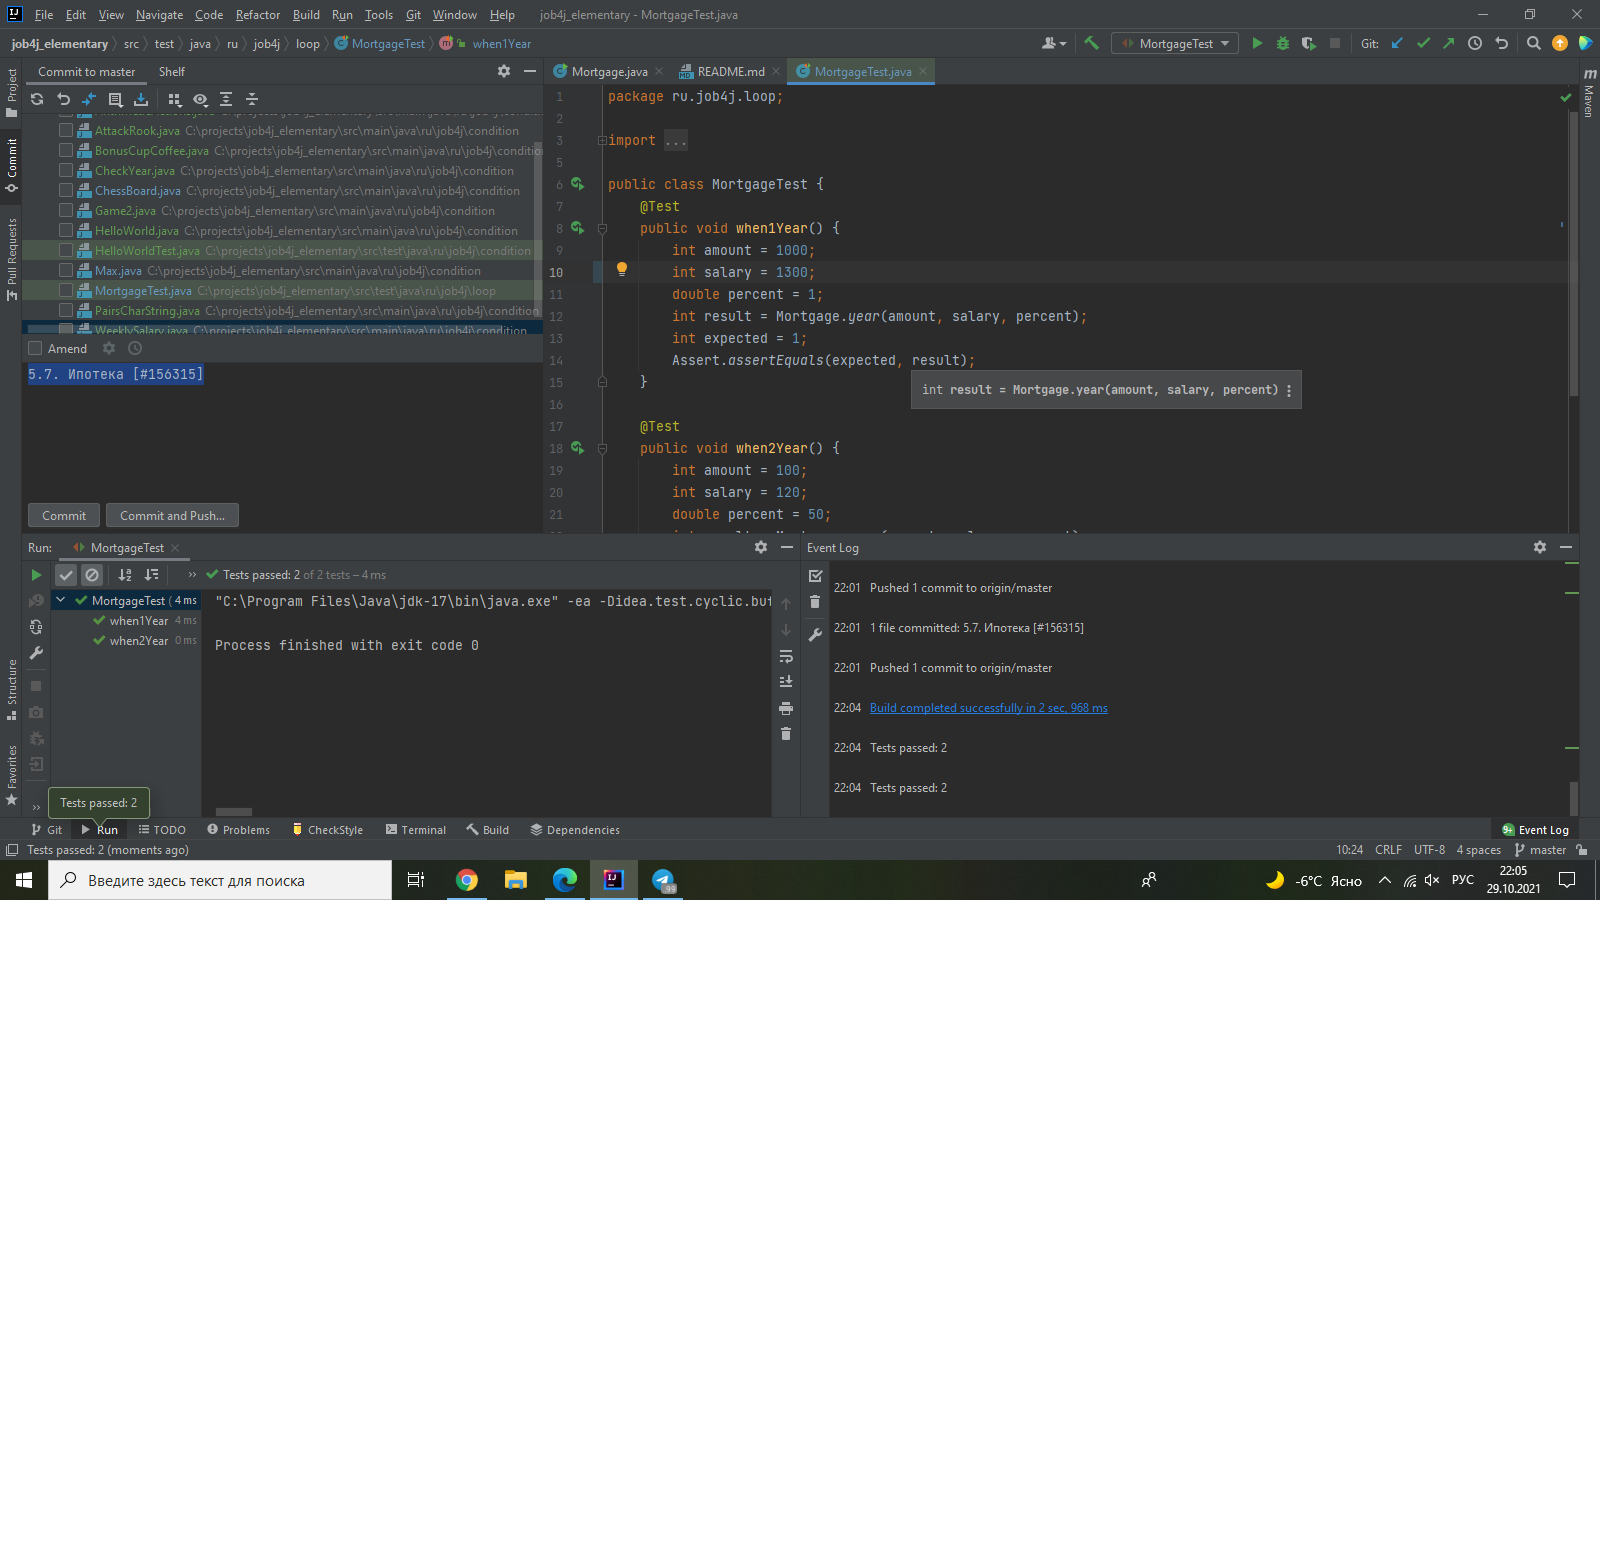 File Edit View Navigate Code Refactor Build Run Tools Git Window Help job4j_elementary - MortgageTest.java
job4j_elementary src test java ru job4j loop MortgageTest when1Year MortgageTest Git:
Project
Commit
Pull Requests
Structure
Favorites
Commit to master Shelf
AttackRook.java C:\projects\job4j_elementary\src\main\java\ru\job4j\condition
BonusCupCoffee.java C:\projects\job4j_elementary\src\main\java\ru\job4j\conditio
CheckYear.java C:\projects\job4j_elementary\src\main\java\ru\job4j\condition
ChessBoard.java C:\projects\job4j_elementary\src\main\java\ru\job4j\condition
Game2.java C:\projects\job4j_elementary\src\main\java\ru\job4j\condition
HelloWorld.java C:\projects\job4j_elementary\src\main\java\ru\job4j\condition
HelloWorldTest.java C:\projects\job4j_elementary\src\test\java\ru\job4j\condition
Max.java C:\projects\job4j_elementary\src\main\java\ru\job4j\condition
MortgageTest.java C:\projects\job4j_elementary\src\test\java\ru\job4j\loop
PairsCharString.java C:\projects\job4j_elementary\src\main\java\ru\job4j\condition
WeeklySalary.java C:\projects\job4j_elementary\src\main\java\ru\job4j\condition
Amend
5.7. Ипотека [#156315]
Commit Commit and Push...
Mortgage.java README.md MortgageTest.java
Maven
1 package ru.job4j.loop;
2
3 import ...
5
6 public class MortgageTest {
7 @Test
8 public void when1Year() {
9 int amount = 1000;
10 int salary = 1300;
11 double percent = 1;
12 int result = Mortgage.year(amount, salary, percent);
13 int expected = 1;
14 Assert.assertEquals(expected, result);
15 }
int result = Mortgage.year(amount, salary, percent)
16
17 @Test
18 public void when2Year() {
19 int amount = 100;
20 int salary = 120;
21 double percent = 50;
Run: MortgageTest
Tests passed: 2 of 2 tests – 4 ms
MortgageTest ( 4 ms
when1Year 4 ms
when2Year 0 ms
"C:\Program Files\Java\jdk-17\bin\java.exe" -ea -Didea.test.cyclic.buf
Process finished with exit code 0
Event Log
22:01 Pushed 1 commit to origin/master
22:01 1 file committed: 5.7. Ипотека [#156315]
22:01 Pushed 1 commit to origin/master
22:04 Build completed successfully in 2 sec, 968 ms
22:04 Tests passed: 2
22:04 Tests passed: 2
Tests passed: 2
Git Run TODO Problems CheckStyle Terminal Build Dependencies 9+ Event Log
Tests passed: 2 (moments ago) 10:24 CRLF UTF-8 4 spaces master
Введите здесь текст для поиска 99 -6°C Ясно РУС 22:05
29.10.2021